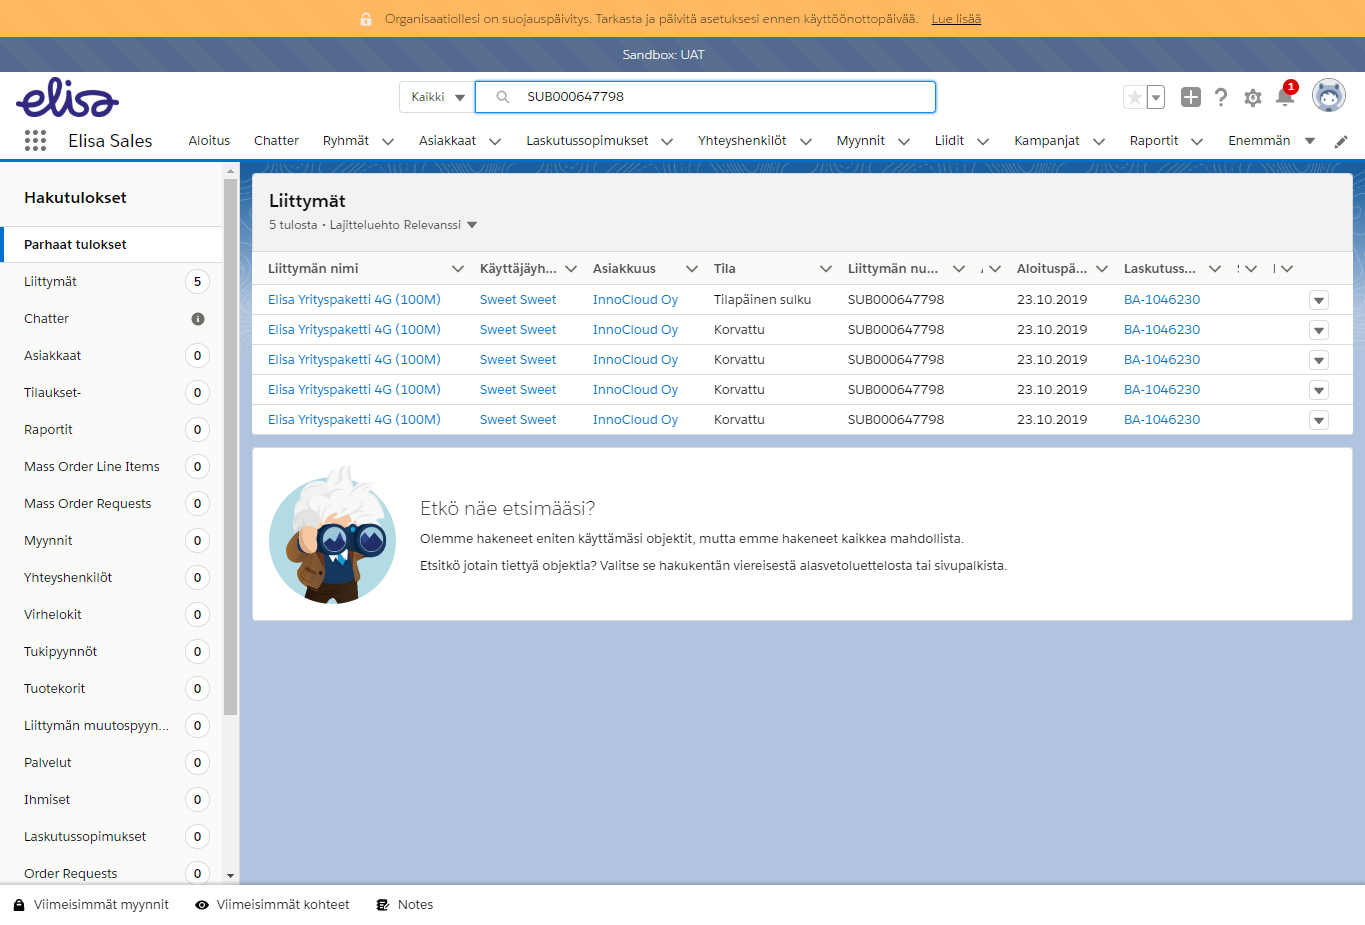 Organisaatiollesi on suojauspäivitys. Tarkasta ja päivitä asetuksesi ennen käyttöönottopäivää. Lue lisää
Sandbox: UAT
elisa
Kaikki SUB000647798
1
Elisa Sales Aloitus Chatter Ryhmät Asiakkaat Laskutussopimukset Yhteyshenkilöt Myynnit Liidit Kampanjat Raportit Enemmän
Hakutulokset
Parhaat tulokset
Liittymät 5
Chatter
Asiakkaat 0
Tilaukset- 0
Raportit 0
Mass Order Line Items 0
Mass Order Requests 0
Myynnit 0
Yhteyshenkilöt 0
Virhelokit 0
Tukipyynnöt 0
Tuotekorit 0
Liittymän muutospyyn... 0
Palvelut 0
Ihmiset 0
Laskutussopimukset 0
Order Requests 0
Liittymät
5 tulosta • Lajitteluehto Relevanssi
Liittymän nimi Käyttäjäyh... Asiakkuus Tila Liittymän nu... Aloituspä... Laskutuss...
Elisa Yrityspaketti 4G (100M) Sweet Sweet InnoCloud Oy Tilapäinen sulku SUB000647798 23.10.2019 BA-1046230
Elisa Yrityspaketti 4G (100M) Sweet Sweet InnoCloud Oy Korvattu SUB000647798 23.10.2019 BA-1046230
Elisa Yrityspaketti 4G (100M) Sweet Sweet InnoCloud Oy Korvattu SUB000647798 23.10.2019 BA-1046230
Elisa Yrityspaketti 4G (100M) Sweet Sweet InnoCloud Oy Korvattu SUB000647798 23.10.2019 BA-1046230
Elisa Yrityspaketti 4G (100M) Sweet Sweet InnoCloud Oy Korvattu SUB000647798 23.10.2019 BA-1046230
Etkö näe etsimääsi?
Olemme hakeneet eniten käyttämäsi objektit, mutta emme hakeneet kaikkea mahdollista.
Etsitkö jotain tiettyä objektia? Valitse se hakukentän viereisestä alasvetoluettelosta tai sivupalkista.
Viimeisimmät myynnit Viimeisimmät kohteet Notes